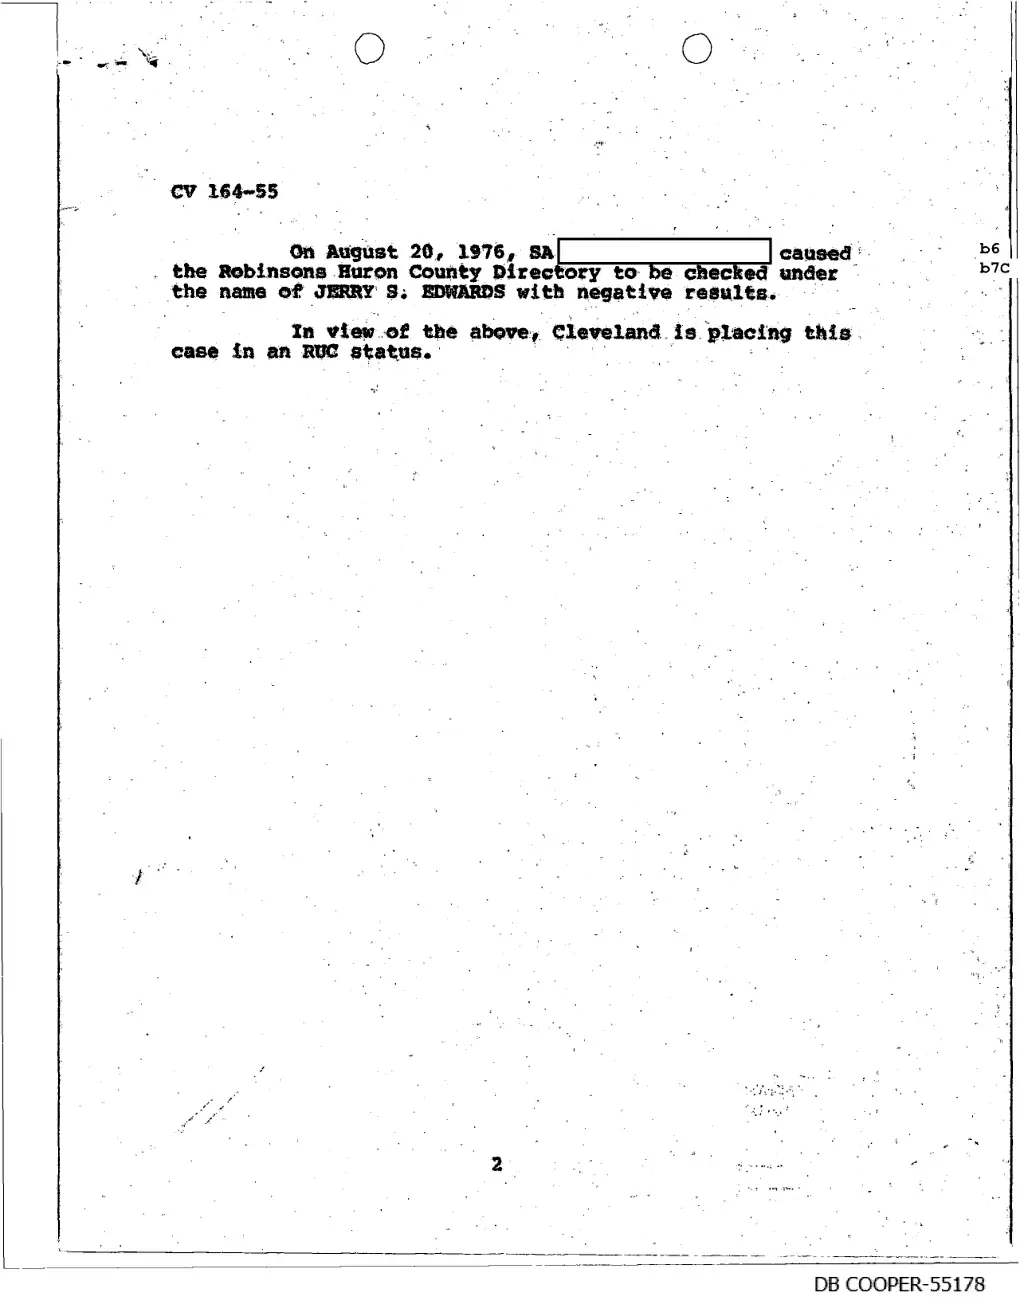 CV 164-55
On August 20, 1976, SA caused
the Robinsons Huron County Directory to be checked under
the name of JERRY S. EDWARDS with negative results.
b6
b7C
In view of the above, Cleveland is placing this
case in an RUC status.
2
DB COOPER-55178